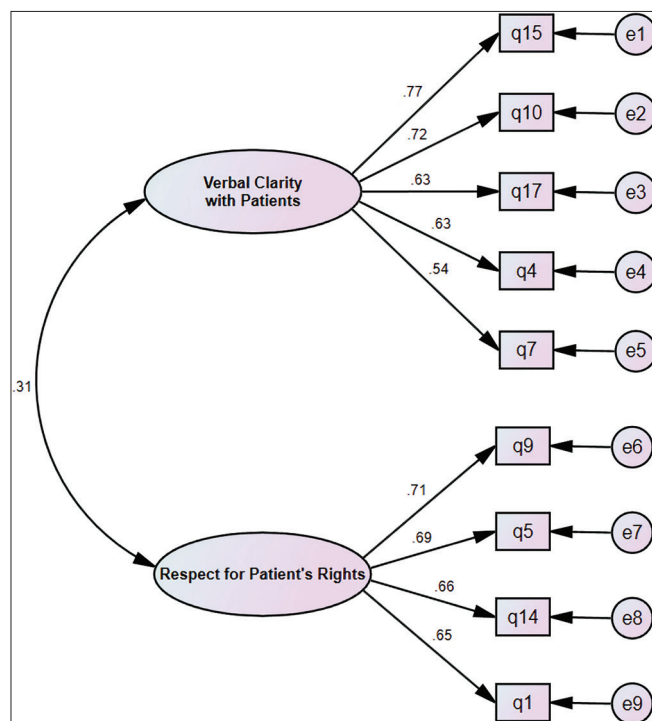 q15
e1
.77
q10
e2
.72
Verbal Clarity
with Patients
.63
q17
e3
.63
q4
e4
.54
q7
e5
.31
q9
e6
.71
q5
e7
.69
Respect for Patient's Rights
.66
q14
e8
.65
q1
e9